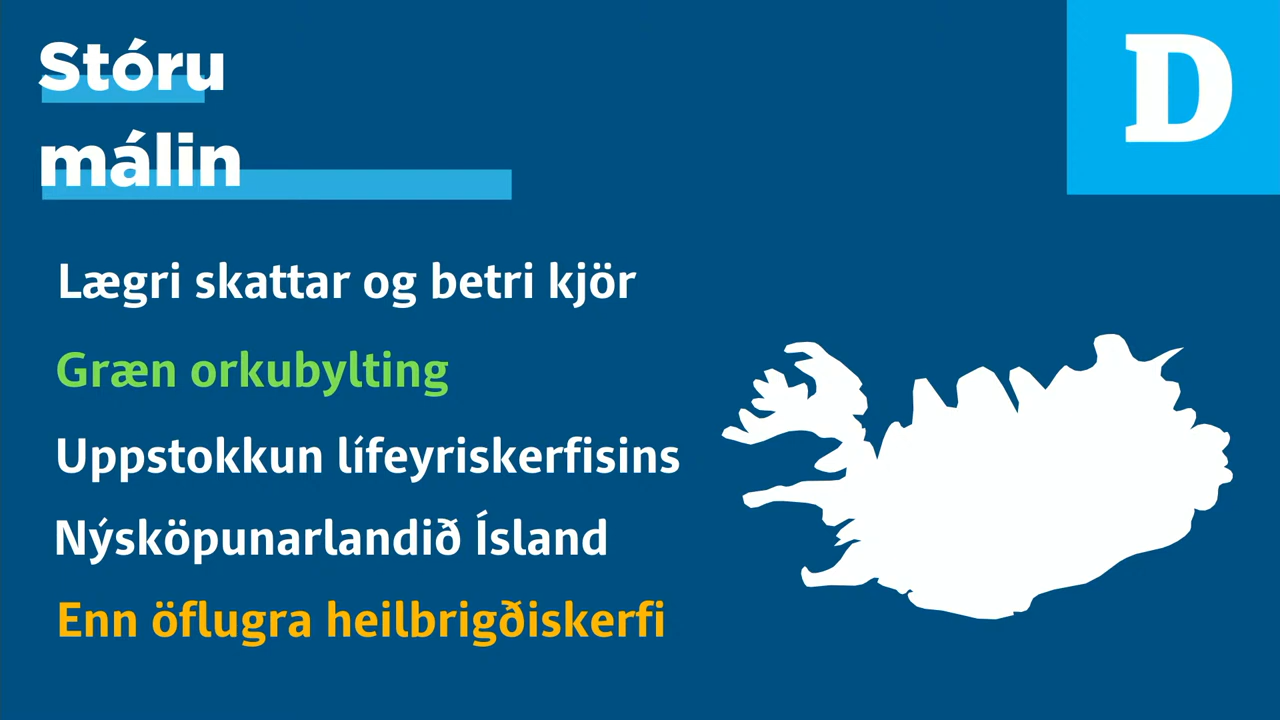 Stóru
málin
D
Lægri skattar og betri kjör
Græn orkubylting
Uppstokkun lífeyriskerfisins
Nýsköpunarlandið Ísland
Enn öflugra heilbrigðiskerfi